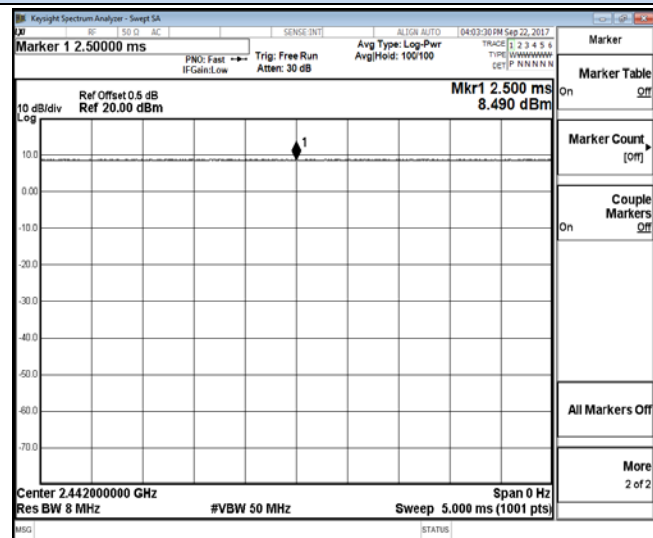 Keysight Spectrum Analyzer - Swept SA
LXI RF 50 Ω AC SENSE:INT ALIGN AUTO 04:03:30 PM Sep 22, 2017
Marker 1 2.50000 ms
PNO: Fast
IFGain:Low
Trig: Free Run
Atten: 30 dB
Avg Type: Log-Pwr
Avg|Hold: 100/100
TRACE 1 2 3 4 5 6
TYPE WWWWWW
DET P N N N N N
Marker
Marker Table
On Off
Marker Count
[Off]
Couple
Markers
On Off
All Markers Off
More
2 of 2
Ref Offset 0.5 dB
10 dB/div Ref 20.00 dBm
Log
Mkr1 2.500 ms
8.490 dBm
1
10.0
0.00
-10.0
-20.0
-30.0
-40.0
-50.0
-60.0
-70.0
Center 2.442000000 GHz Span 0 Hz
Res BW 8 MHz #VBW 50 MHz Sweep 5.000 ms (1001 pts)
MSG STATUS